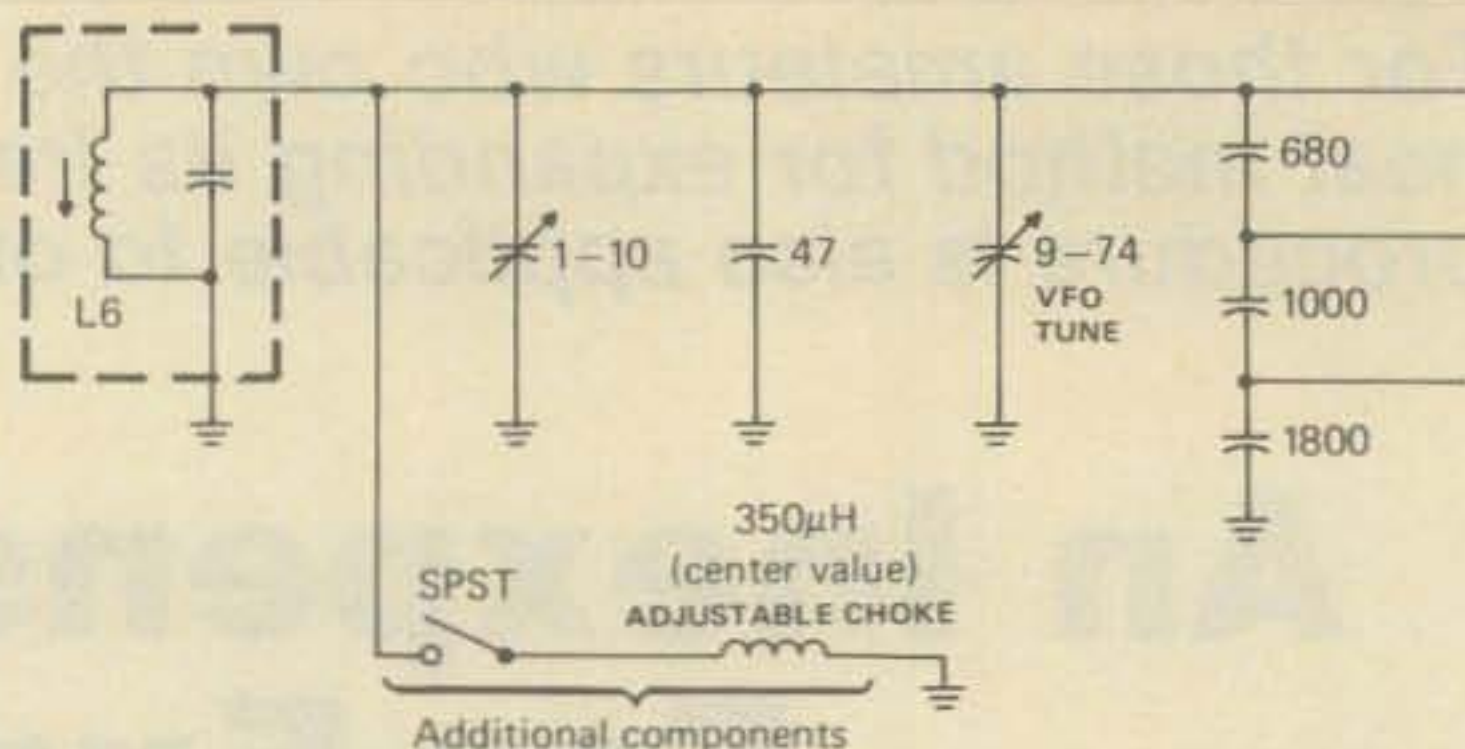 L6
1–10
47
9–74
VFO
TUNE
680
1000
1800
SPST
350μH
(center value)
ADJUSTABLE CHOKE
Additional components